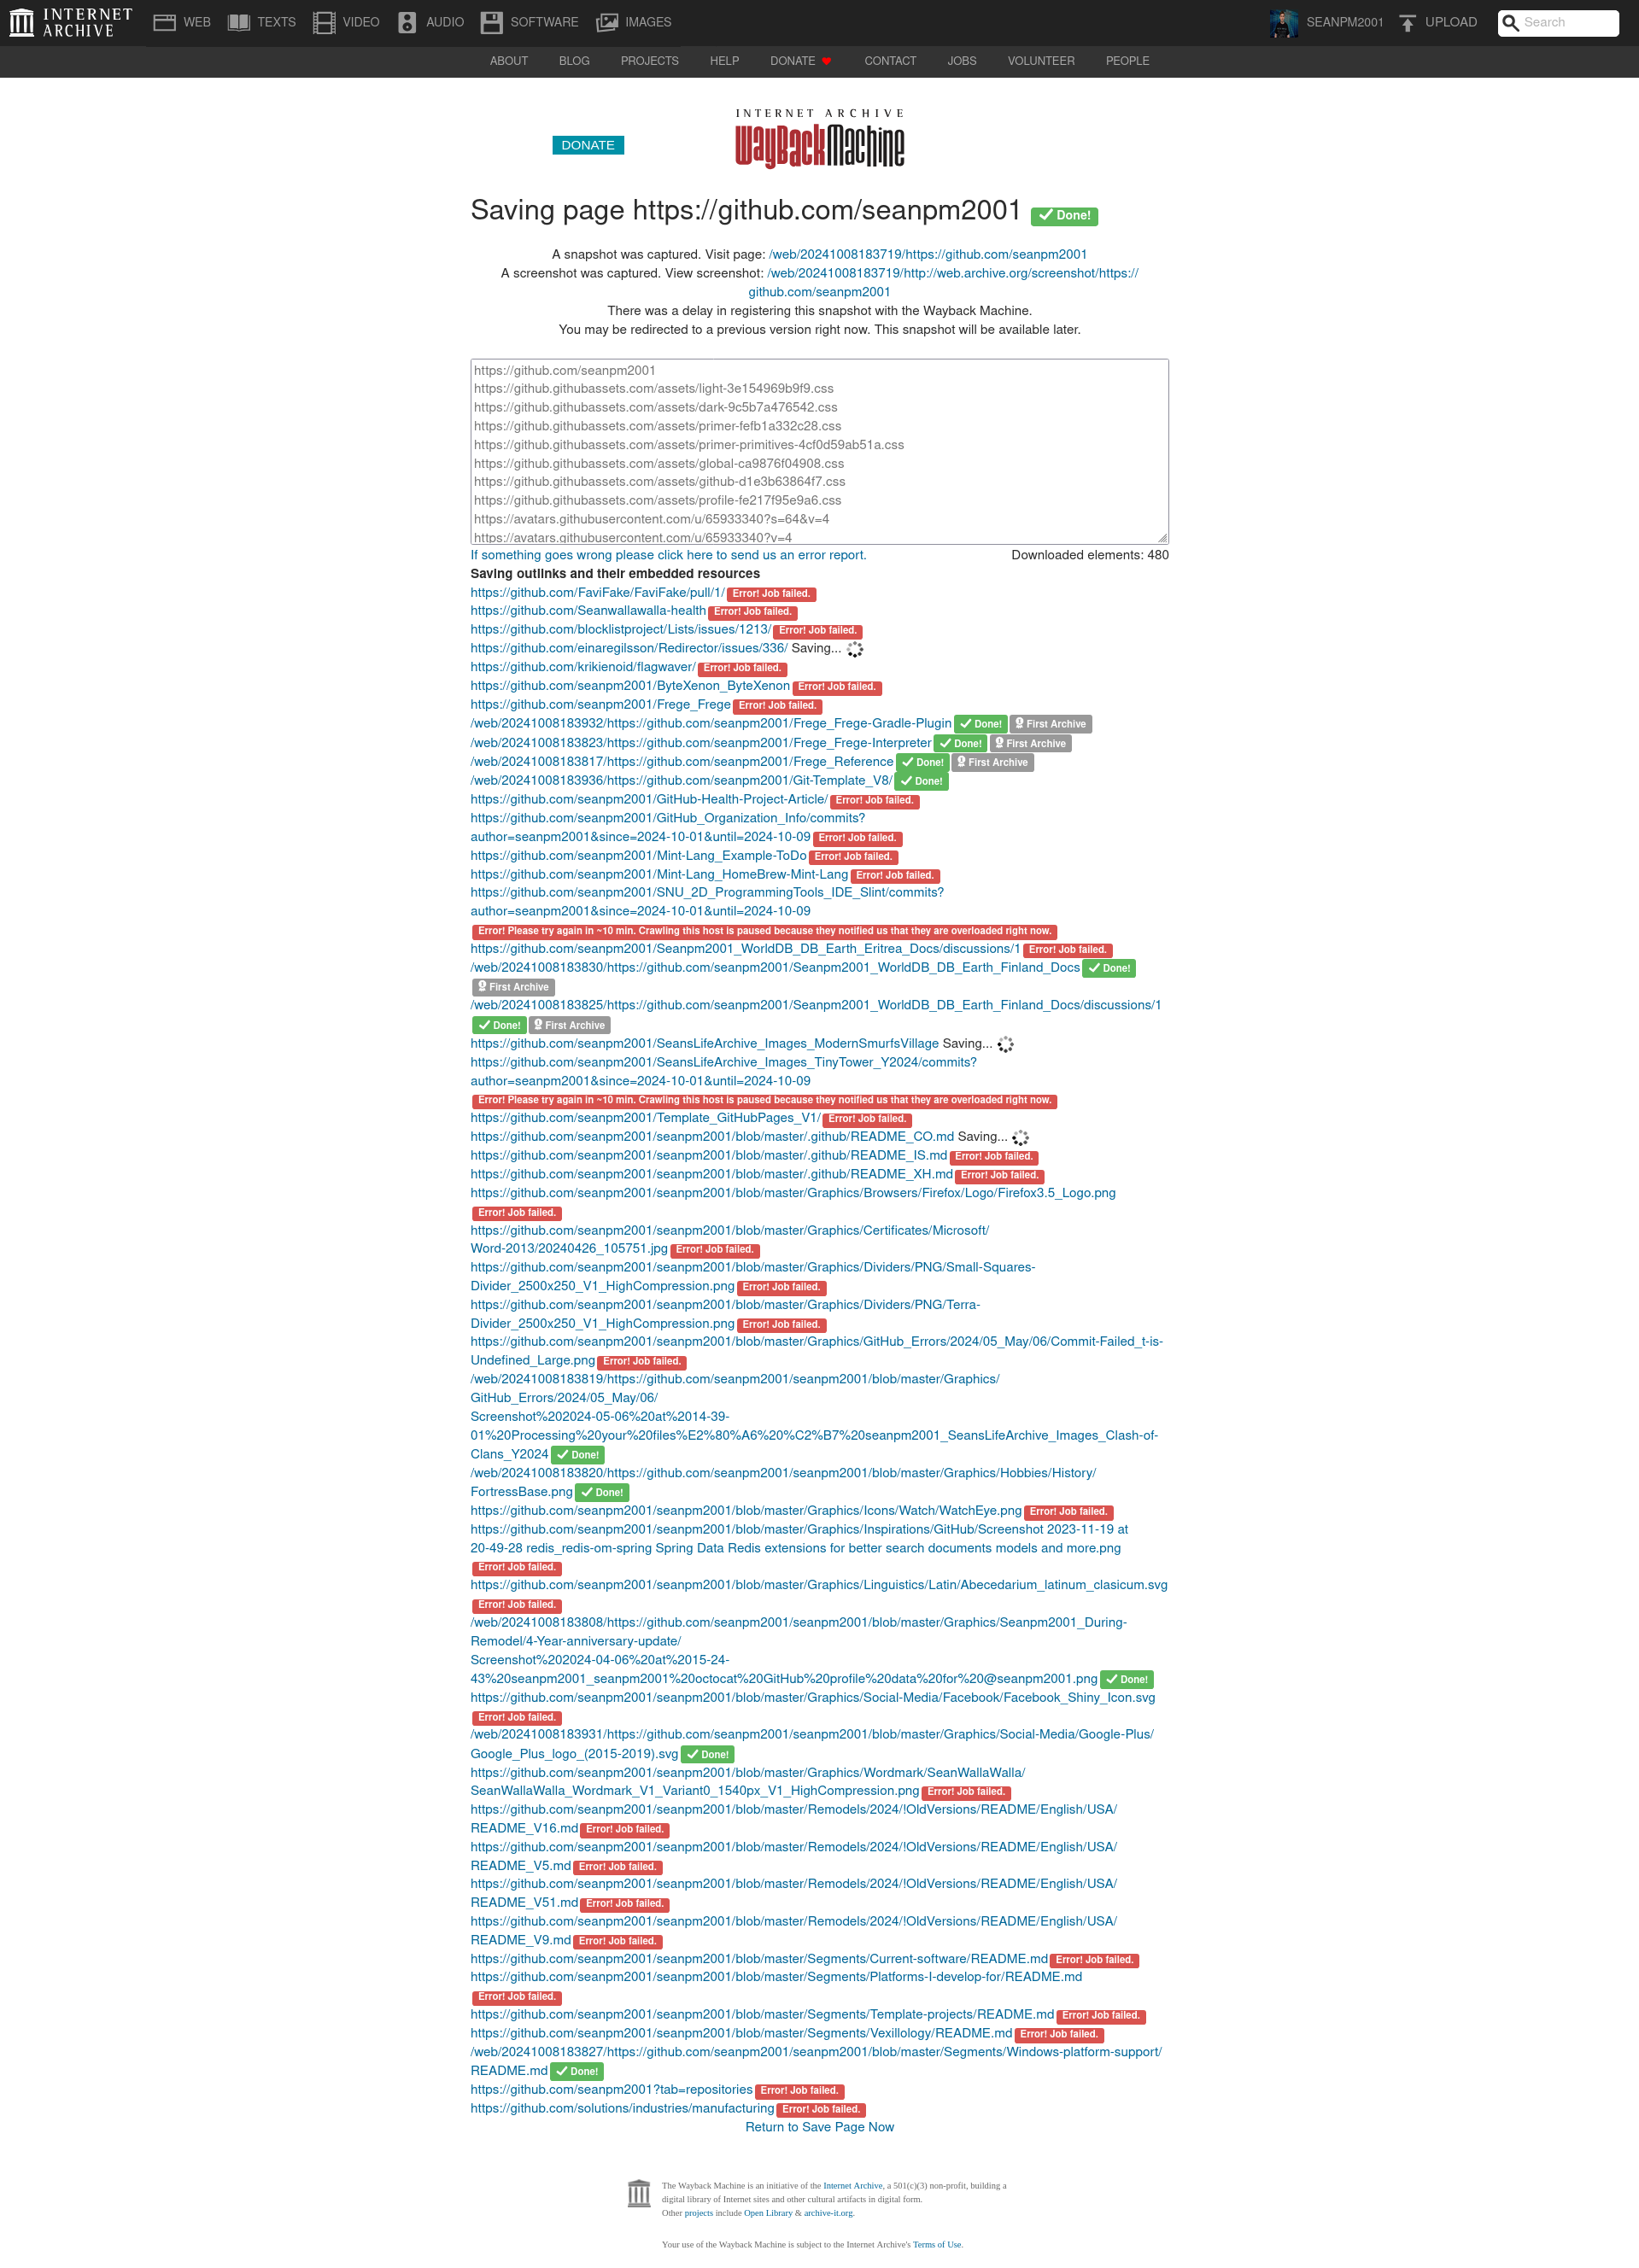 INTERNET ARCHIVE
WEB TEXTS VIDEO AUDIO SOFTWARE IMAGES SEANPM2001 UPLOAD Search
ABOUT BLOG PROJECTS HELP DONATE CONTACT JOBS VOLUNTEER PEOPLE
INTERNET ARCHIVE
WayBackMachine
DONATE
Saving page https://github.com/seanpm2001 Done!
A snapshot was captured. Visit page: /web/20241008183719/https://github.com/seanpm2001
A screenshot was captured. View screenshot: /web/20241008183719/http://web.archive.org/screenshot/https://
github.com/seanpm2001
There was a delay in registering this snapshot with the Wayback Machine.
You may be redirected to a previous version right now. This snapshot will be available later.
https://github.com/seanpm2001
https://github.githubassets.com/assets/light-3e154969b9f9.css
https://github.githubassets.com/assets/dark-9c5b7a476542.css
https://github.githubassets.com/assets/primer-fefb1a332c28.css
https://github.githubassets.com/assets/primer-primitives-4cf0d59ab51a.css
https://github.githubassets.com/assets/global-ca9876f04908.css
https://github.githubassets.com/assets/github-d1e3b63864f7.css
https://github.githubassets.com/assets/profile-fe217f95e9a6.css
https://avatars.githubusercontent.com/u/65933340?s=64&v=4
https://avatars.githubusercontent.com/u/65933340?v=4
If something goes wrong please click here to send us an error report. Downloaded elements: 480
Saving outlinks and their embedded resources
https://github.com/FaviFake/FaviFake/pull/1/ Error! Job failed.
https://github.com/Seanwallawalla-health Error! Job failed.
https://github.com/blocklistproject/Lists/issues/1213/ Error! Job failed.
https://github.com/einaregilsson/Redirector/issues/336/ Saving...
https://github.com/krikienoid/flagwaver/ Error! Job failed.
https://github.com/seanpm2001/ByteXenon_ByteXenon Error! Job failed.
https://github.com/seanpm2001/Frege_Frege Error! Job failed.
/web/20241008183932/https://github.com/seanpm2001/Frege_Frege-Gradle-Plugin Done! First Archive
/web/20241008183823/https://github.com/seanpm2001/Frege_Frege-Interpreter Done! First Archive
/web/20241008183817/https://github.com/seanpm2001/Frege_Reference Done! First Archive
/web/20241008183936/https://github.com/seanpm2001/Git-Template_V8/ Done!
https://github.com/seanpm2001/GitHub-Health-Project-Article/ Error! Job failed.
https://github.com/seanpm2001/GitHub_Organization_Info/commits?
author=seanpm2001&since=2024-10-01&until=2024-10-09 Error! Job failed.
https://github.com/seanpm2001/Mint-Lang_Example-ToDo Error! Job failed.
https://github.com/seanpm2001/Mint-Lang_HomeBrew-Mint-Lang Error! Job failed.
https://github.com/seanpm2001/SNU_2D_ProgrammingTools_IDE_Slint/commits?
author=seanpm2001&since=2024-10-01&until=2024-10-09
Error! Please try again in ~10 min. Crawling this host is paused because they notified us that they are overloaded right now.
https://github.com/seanpm2001/Seanpm2001_WorldDB_DB_Earth_Eritrea_Docs/discussions/1 Error! Job failed.
/web/20241008183830/https://github.com/seanpm2001/Seanpm2001_WorldDB_DB_Earth_Finland_Docs Done!
First Archive
/web/20241008183825/https://github.com/seanpm2001/Seanpm2001_WorldDB_DB_Earth_Finland_Docs/discussions/1
Done! First Archive
https://github.com/seanpm2001/SeansLifeArchive_Images_ModernSmurfsVillage Saving...
https://github.com/seanpm2001/SeansLifeArchive_Images_TinyTower_Y2024/commits?
author=seanpm2001&since=2024-10-01&until=2024-10-09
Error! Please try again in ~10 min. Crawling this host is paused because they notified us that they are overloaded right now.
https://github.com/seanpm2001/Template_GitHubPages_V1/ Error! Job failed.
https://github.com/seanpm2001/seanpm2001/blob/master/.github/README_CO.md Saving...
https://github.com/seanpm2001/seanpm2001/blob/master/.github/README_IS.md Error! Job failed.
https://github.com/seanpm2001/seanpm2001/blob/master/.github/README_XH.md Error! Job failed.
https://github.com/seanpm2001/seanpm2001/blob/master/Graphics/Browsers/Firefox/Logo/Firefox3.5_Logo.png
Error! Job failed.
https://github.com/seanpm2001/seanpm2001/blob/master/Graphics/Certificates/Microsoft/
Word-2013/20240426_105751.jpg Error! Job failed.
https://github.com/seanpm2001/seanpm2001/blob/master/Graphics/Dividers/PNG/Small-Squares-
Divider_2500x250_V1_HighCompression.png Error! Job failed.
https://github.com/seanpm2001/seanpm2001/blob/master/Graphics/Dividers/PNG/Terra-
Divider_2500x250_V1_HighCompression.png Error! Job failed.
https://github.com/seanpm2001/seanpm2001/blob/master/Graphics/GitHub_Errors/2024/05_May/06/Commit-Failed_t-is-
Undefined_Large.png Error! Job failed.
/web/20241008183819/https://github.com/seanpm2001/seanpm2001/blob/master/Graphics/
GitHub_Errors/2024/05_May/06/
Screenshot%202024-05-06%20at%2014-39-
01%20Processing%20your%20files%E2%80%A6%20%C2%B7%20seanpm2001_SeansLifeArchive_Images_Clash-of-
Clans_Y2024 Done!
/web/20241008183820/https://github.com/seanpm2001/seanpm2001/blob/master/Graphics/Hobbies/History/
FortressBase.png Done!
https://github.com/seanpm2001/seanpm2001/blob/master/Graphics/Icons/Watch/WatchEye.png Error! Job failed.
https://github.com/seanpm2001/seanpm2001/blob/master/Graphics/Inspirations/GitHub/Screenshot 2023-11-19 at
20-49-28 redis_redis-om-spring Spring Data Redis extensions for better search documents models and more.png
Error! Job failed.
https://github.com/seanpm2001/seanpm2001/blob/master/Graphics/Linguistics/Latin/Abecedarium_latinum_clasicum.svg
Error! Job failed.
/web/20241008183808/https://github.com/seanpm2001/seanpm2001/blob/master/Graphics/Seanpm2001_During-
Remodel/4-Year-anniversary-update/
Screenshot%202024-04-06%20at%2015-24-
43%20seanpm2001_seanpm2001%20octocat%20GitHub%20profile%20data%20for%20@seanpm2001.png Done!
https://github.com/seanpm2001/seanpm2001/blob/master/Graphics/Social-Media/Facebook/Facebook_Shiny_Icon.svg
Error! Job failed.
/web/20241008183931/https://github.com/seanpm2001/seanpm2001/blob/master/Graphics/Social-Media/Google-Plus/
Google_Plus_logo_(2015-2019).svg Done!
https://github.com/seanpm2001/seanpm2001/blob/master/Graphics/Wordmark/SeanWallaWalla/
SeanWallaWalla_Wordmark_V1_Variant0_1540px_V1_HighCompression.png Error! Job failed.
https://github.com/seanpm2001/seanpm2001/blob/master/Remodels/2024/!OldVersions/README/English/USA/
README_V16.md Error! Job failed.
https://github.com/seanpm2001/seanpm2001/blob/master/Remodels/2024/!OldVersions/README/English/USA/
README_V5.md Error! Job failed.
https://github.com/seanpm2001/seanpm2001/blob/master/Remodels/2024/!OldVersions/README/English/USA/
README_V51.md Error! Job failed.
https://github.com/seanpm2001/seanpm2001/blob/master/Remodels/2024/!OldVersions/README/English/USA/
README_V9.md Error! Job failed.
https://github.com/seanpm2001/seanpm2001/blob/master/Segments/Current-software/README.md Error! Job failed.
https://github.com/seanpm2001/seanpm2001/blob/master/Segments/Platforms-I-develop-for/README.md
Error! Job failed.
https://github.com/seanpm2001/seanpm2001/blob/master/Segments/Template-projects/README.md Error! Job failed.
https://github.com/seanpm2001/seanpm2001/blob/master/Segments/Vexillology/README.md Error! Job failed.
/web/20241008183827/https://github.com/seanpm2001/seanpm2001/blob/master/Segments/Windows-platform-support/
README.md Done!
https://github.com/seanpm2001?tab=repositories Error! Job failed.
https://github.com/solutions/industries/manufacturing Error! Job failed.
Return to Save Page Now
The Wayback Machine is an initiative of the Internet Archive, a 501(c)(3) non-profit, building a
digital library of Internet sites and other cultural artifacts in digital form.
Other projects include Open Library & archive-it.org.
Your use of the Wayback Machine is subject to the Internet Archive's Terms of Use.